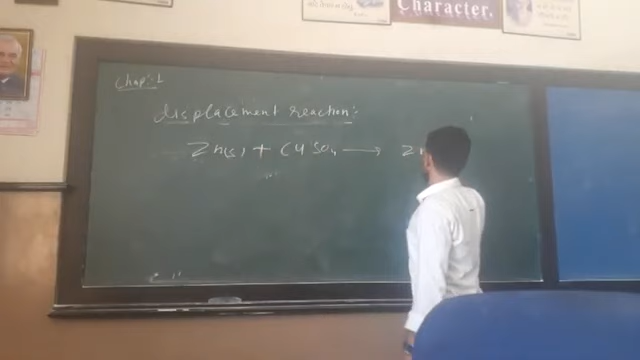 Character.
Chap:-1
Displacement reaction:-
Zn(s) + CuSO4 ⟶ Zn